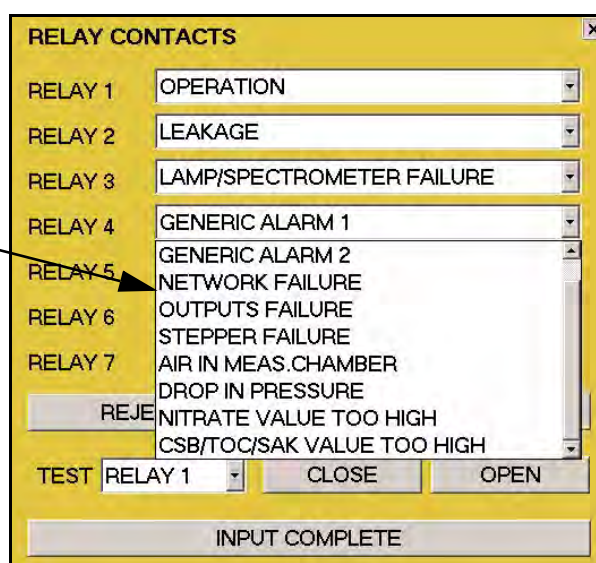 RELAY CONTACTS
RELAY 1 OPERATION
RELAY 2 LEAKAGE
RELAY 3 LAMP/SPECTROMETER FAILURE
RELAY 4 GENERIC ALARM 1
GENERIC ALARM 2
RELAY 5 NETWORK FAILURE
OUTPUTS FAILURE
RELAY 6
STEPPER FAILURE
RELAY 7 AIR IN MEAS.CHAMBER
DROP IN PRESSURE
REJE
NITRATE VALUE TOO HIGH
CSB/TOC/SAK VALUE TOO HIGH
TEST RELAY 1 CLOSE OPEN
INPUT COMPLETE